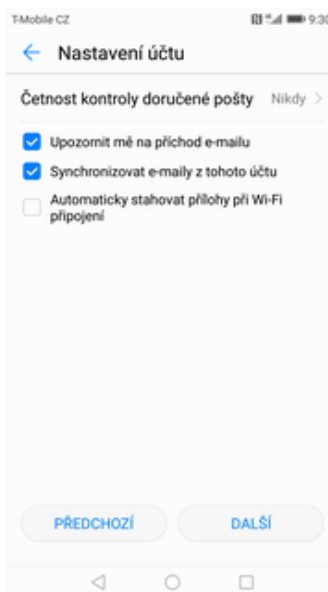 T-Mobile CZ 9:30
Nastavení účtu
Četnost kontroly doručené pošty Nikdy
Upozornit mě na příchod e-mailu
Synchronizovat e-maily z tohoto účtu
Automaticky stahovat přílohy při Wi-Fi
připojení
PŘEDCHOZÍ DALŠÍ